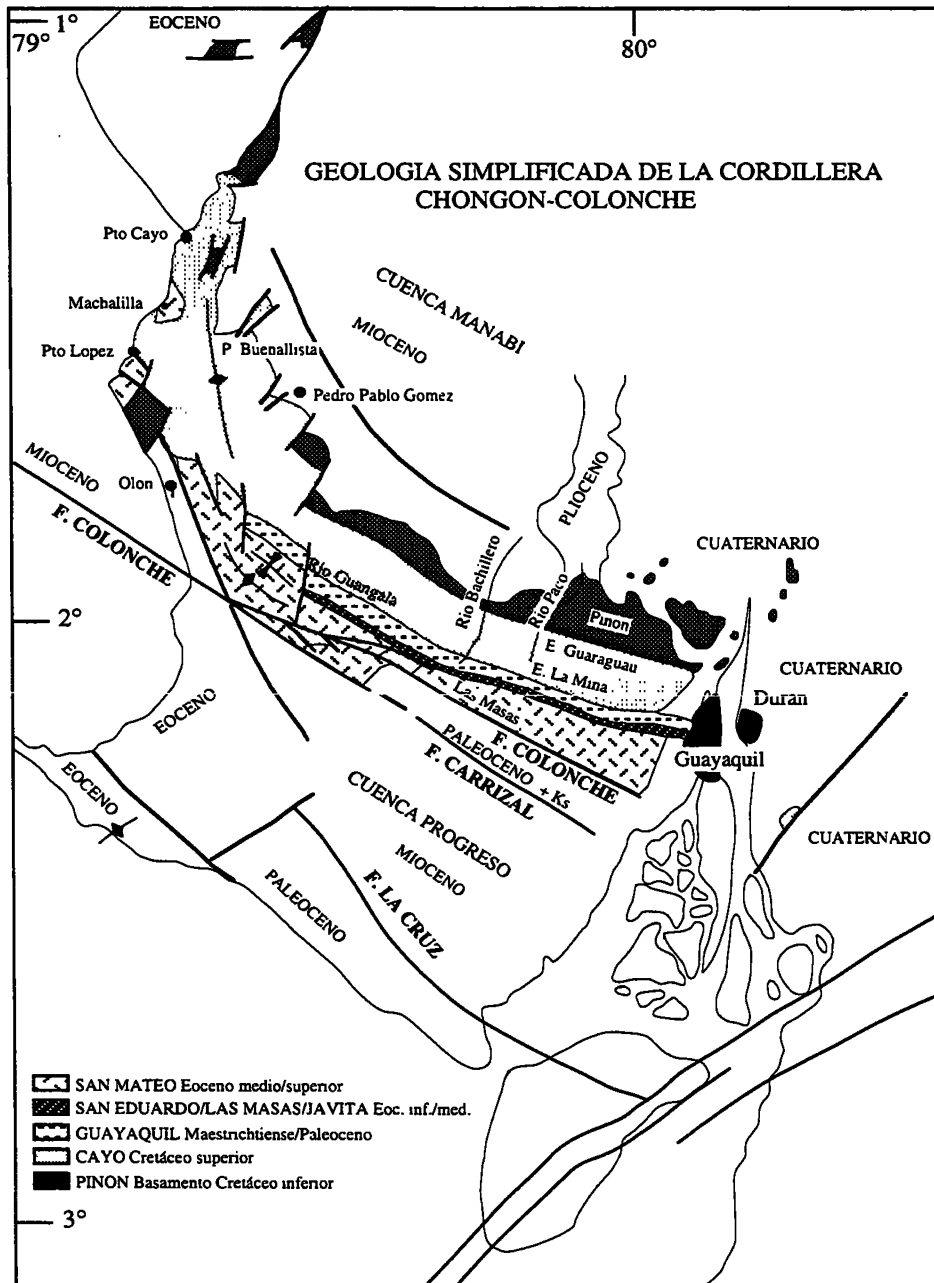 1°
79°
EOCENO
80°
GEOLOGIA SIMPLIFICADA DE LA CORDILLERA
CHONGON-COLONCHE
Pto Cayo
CUENCA MANABI
Machalilla
MIOCENO
Pto Lopez
P Buenallista
Pedro Pablo Gomez
MIOCENO
Olon
PLIOCENO
F. COLONCHE
CUATERNARIO
Rio Guangala
Rio Bachillero
Rio Paco
Pinon
2°
E. Guaraguau
E. La Mina
CUATERNARIO
Las Masas
Duran
EOCENO
F. COLONCHE
Guayaquil
PALEOCENO + Ks
F. CARRIZAL
EOCENO
CUENCA PROGRESO
MIOCENO
CUATERNARIO
PALEOCENO
F. LA CRUZ
SAN MATEO Eoceno medio/superior
SAN EDUARDO/LAS MASAS/JAVITA Eoc. inf./med.
GUAYAQUIL Maestrichtiense/Paleoceno
CAYO Cretáceo superior
PINON Basamento Cretáceo inferior
3°